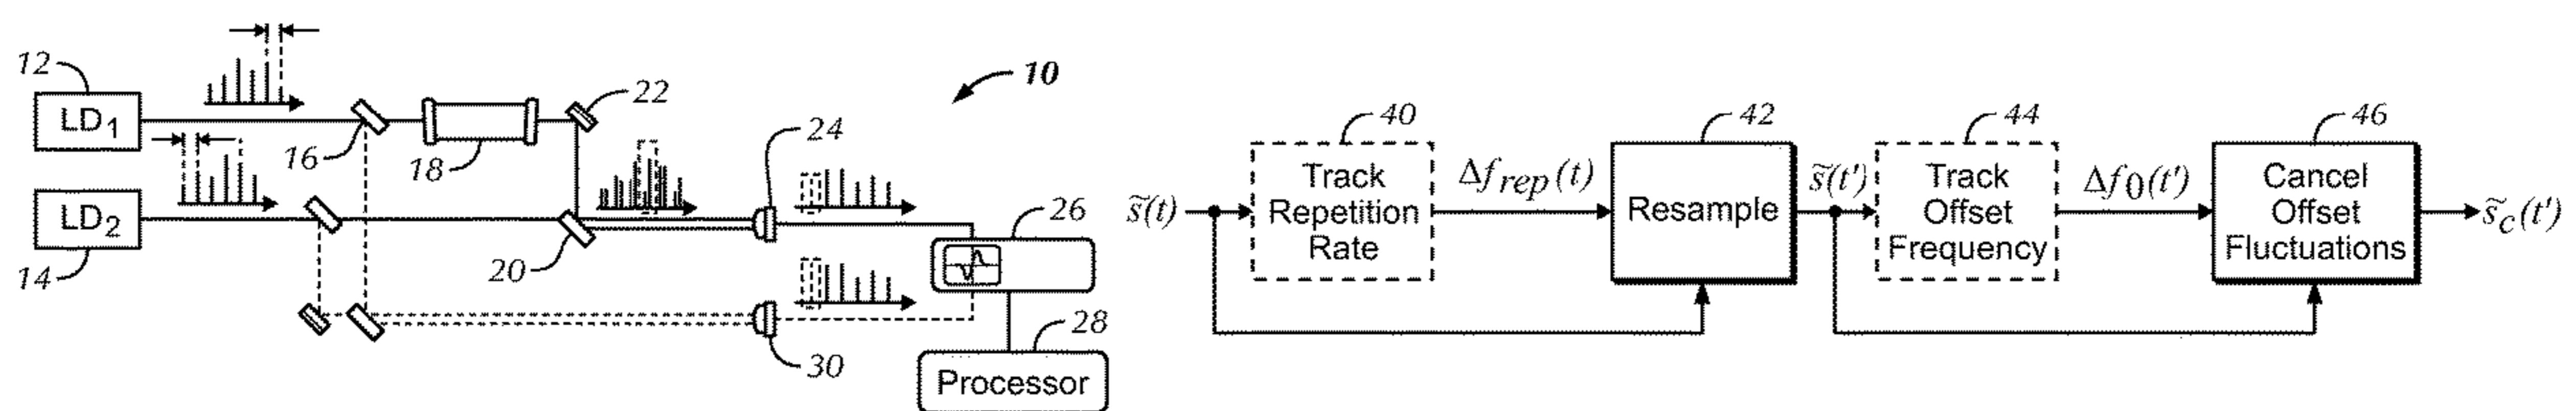 12
LD1
10
22
24
16
18
LD2
14
20
26
28
30
Processor
s̃(t)
40
Track
Repetition
Rate
Δfrep(t)
42
Resample
s̃(t')
44
Track
Offset
Frequency
Δf0(t')
46
Cancel
Offset
Fluctuations
s̃c(t')